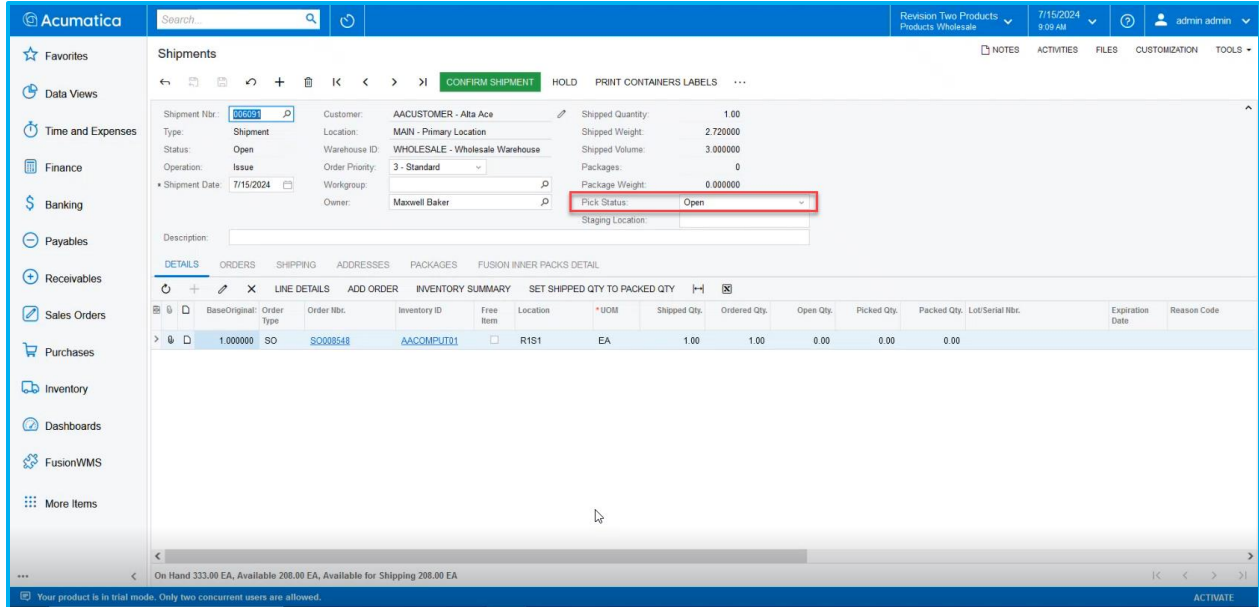 Acumatica
Search...
Revision Two Products
Products Wholesale
7/15/2024
9:09 AM
admin admin
Favorites
Data Views
Time and Expenses
Finance
Banking
Payables
Receivables
Sales Orders
Purchases
Inventory
Dashboards
FusionWMS
More Items
Shipments
NOTES ACTIVITIES FILES CUSTOMIZATION TOOLS
CONFIRM SHIPMENT HOLD PRINT CONTAINERS LABELS ...
Shipment Nbr.: 006091 Customer: AACUSTOMER - Alta Ace Shipped Quantity: 1.00
Type: Shipment Location: MAIN - Primary Location Shipped Weight: 2.720000
Status: Open Warehouse ID: WHOLESALE - Wholesale Warehouse Shipped Volume: 3.000000
Operation: Issue Order Priority: 3 - Standard Packages: 0
* Shipment Date: 7/15/2024 Workgroup: Package Weight: 0.000000
Owner: Maxwell Baker Pick Status: Open
Staging Location:
Description:
DETAILS ORDERS SHIPPING ADDRESSES PACKAGES FUSION INNER PACKS DETAIL
LINE DETAILS ADD ORDER INVENTORY SUMMARY SET SHIPPED QTY TO PACKED QTY
BaseOriginal: Order Type Order Nbr. Inventory ID Free Item Location *UOM Shipped Qty. Ordered Qty. Open Qty. Picked Qty. Packed Qty. Lot/Serial Nbr. Expiration Date Reason Code
1.000000 SO SO008548 AACOMPUT01 R1S1 EA 1.00 1.00 0.00 0.00 0.00
On Hand 333.00 EA, Available 208.00 EA, Available for Shipping 208.00 EA
Your product is in trial mode. Only two concurrent users are allowed. ACTIVATE